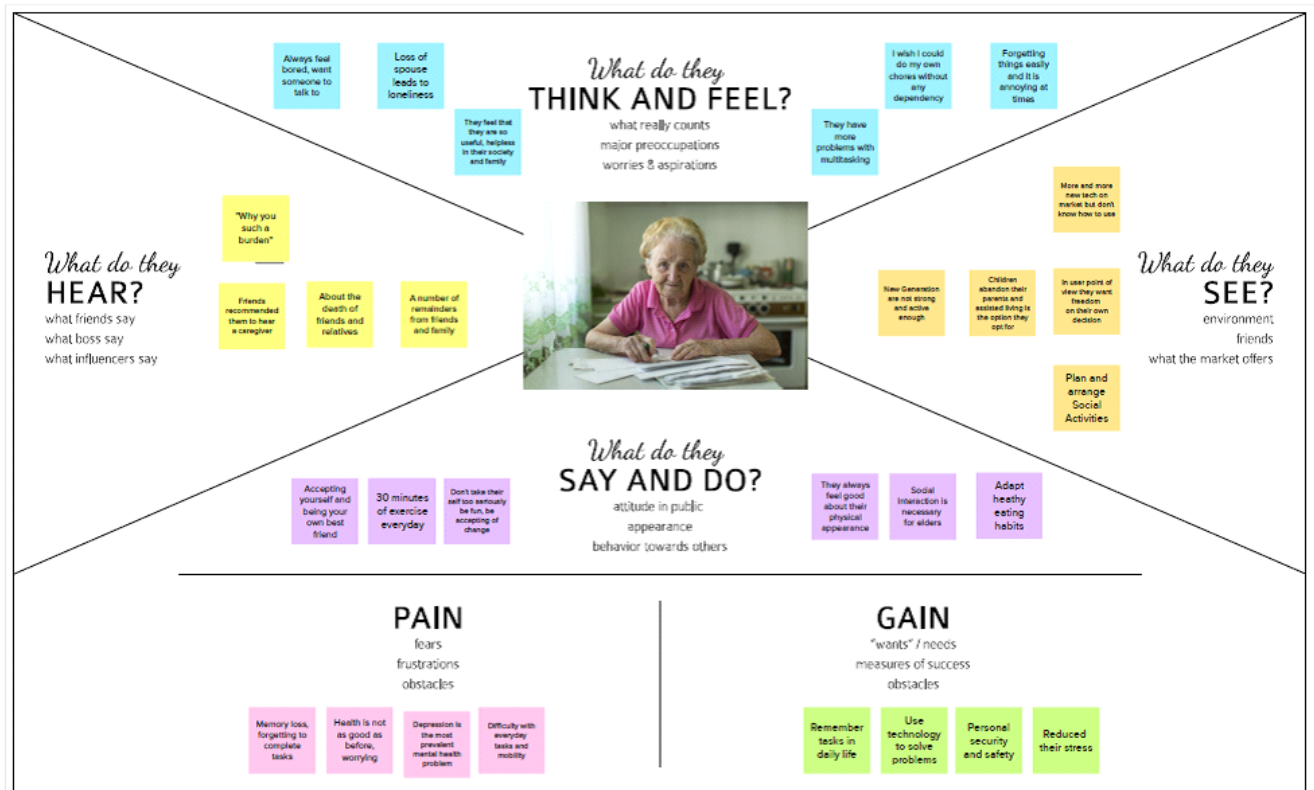 What do they
THINK AND FEEL?
what really counts
major preoccupations
worries & aspirations
Always feel
bored, want
someone to
talk to
Loss of
spouse
leads to
loneliness
They feel that
they are so
useful, helpless
in their society
and family
I wish I could
do my own
chores without
any
dependency
Forgetting
things easily
and it is
annoying at
times
They have
more
problems with
multitasking
What do they
HEAR?
what friends say
what boss say
what influencers say
"Why you
such a
burden"
Friends
recommended
them to hear
a caregiver
About the
death of
friends and
relatives
A number of
remainders
from friends
and family
What do they
SEE?
environment
friends
what the market offers
More and more
new tech on
market but don't
know how to use
New Generation
are not strong
and active
enough
Children
abandon their
parents and
assisted living is
the option they
opt for
In user point of
view they want
freedom
on their own
decision
Plan and
arrange
Social
Activities
What do they
SAY AND DO?
attitude in public
appearance
behavior towards others
Accepting
yourself and
being your
own best
friend
30 minutes
of exercise
everyday
Don't take their
self too seriously
be fun, be
accepting of
change
They always
feel good
about their
physical
appearance
Social
Interaction is
necessary
for elders
Adapt
heathy
eating
habits
PAIN
fears
frustrations
obstacles
Memory loss,
forgetting to
complete
tasks
Health is not
as good as
before,
worrying
Depression is
the most
prevalent
mental health
problem
Difficulty with
everyday
tasks and
mobility
GAIN
"wants" / needs
measures of success
obstacles
Remember
tasks in
daily life
Use
technology
to solve
problems
Personal
security
and safety
Reduced
their stress